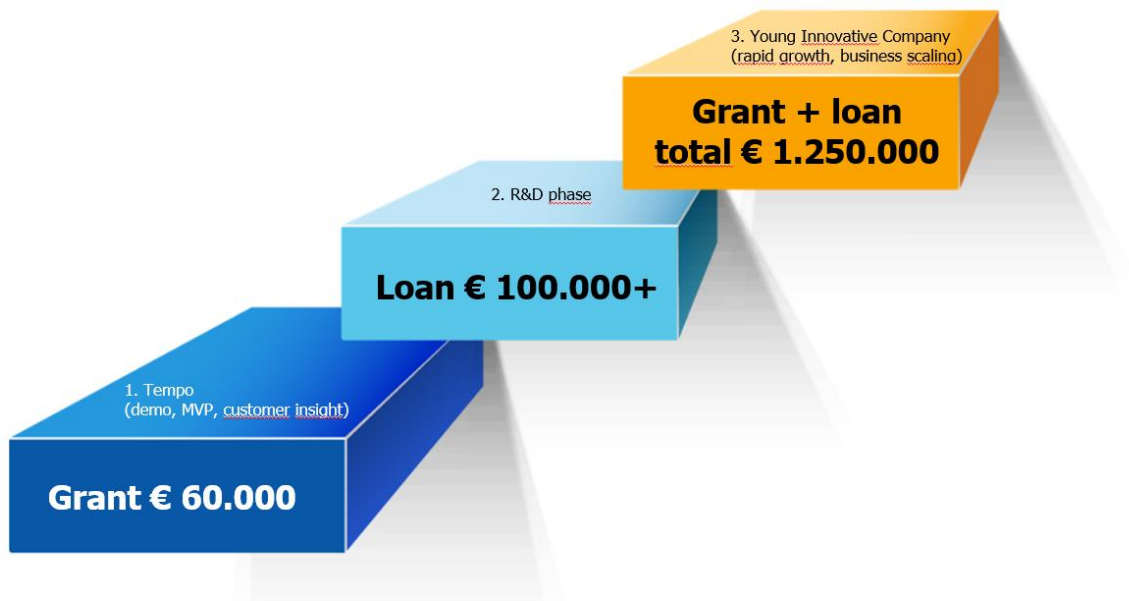 3. Young Innovative Company
(rapid growth, business scaling)
Grant + loan
total € 1.250.000
2. R&D phase
Loan € 100.000+
1. Tempo
(demo, MVP, customer insight)
Grant € 60.000